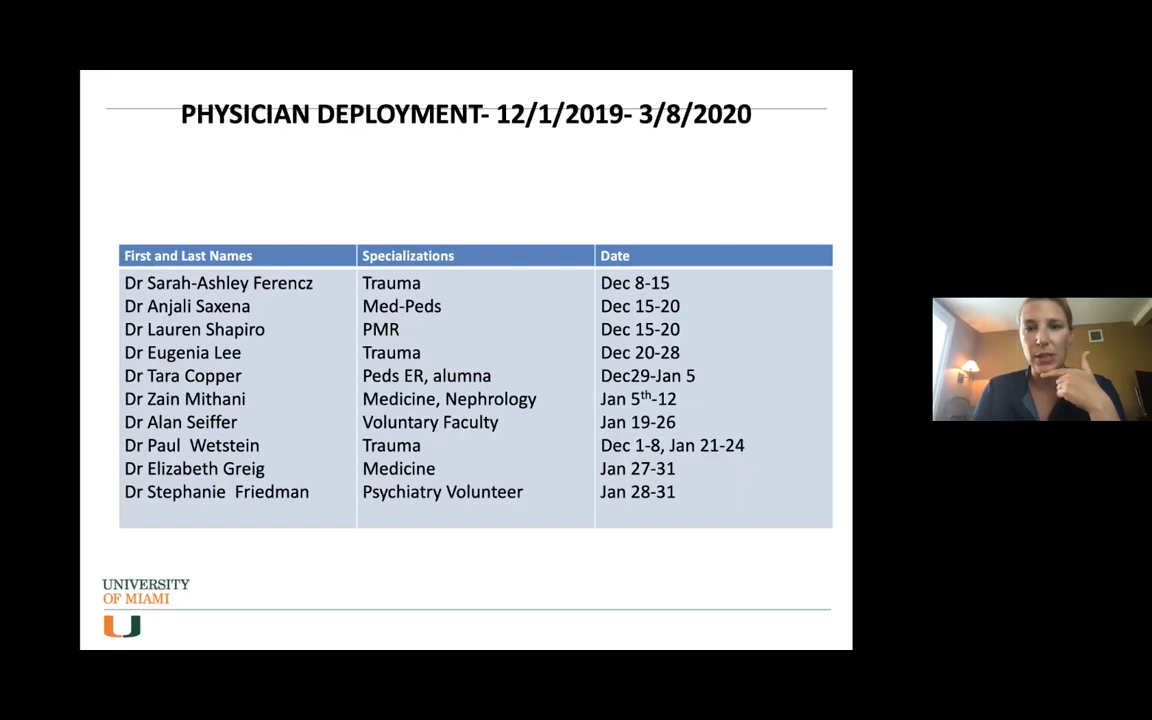 PHYSICIAN DEPLOYMENT- 12/1/2019- 3/8/2020
First and Last Names Specializations Date
Dr Sarah-Ashley Ferencz Trauma Dec 8-15
Dr Anjali Saxena Med-Peds Dec 15-20
Dr Lauren Shapiro PMR Dec 15-20
Dr Eugenia Lee Trauma Dec 20-28
Dr Tara Copper Peds ER, alumna Dec29-Jan 5
Dr Zain Mithani Medicine, Nephrology Jan 5th-12
Dr Alan Seiffer Voluntary Faculty Jan 19-26
Dr Paul Wetstein Trauma Dec 1-8, Jan 21-24
Dr Elizabeth Greig Medicine Jan 27-31
Dr Stephanie Friedman Psychiatry Volunteer Jan 28-31
UNIVERSITY
OF MIAMI
U